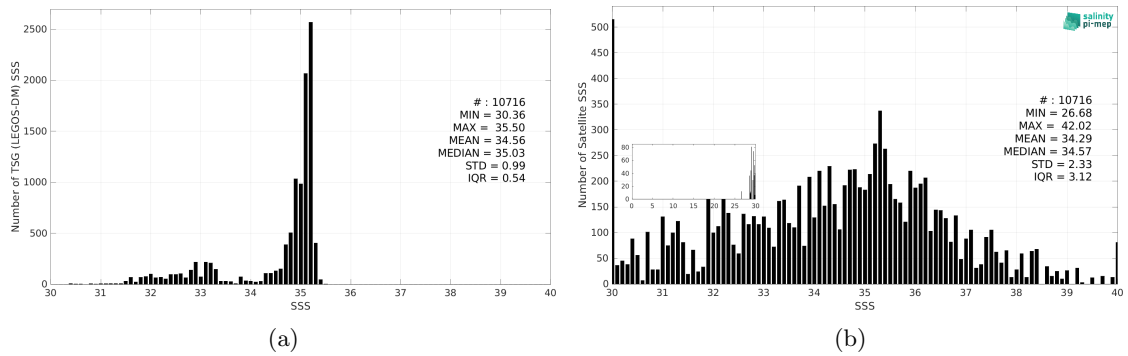 Number of TSG (LEGOS-DM) SSS
2500
2000
1500
1000
500
0
# : 10716
MIN = 30.36
MAX = 35.50
MEAN = 34.56
MEDIAN = 35.03
STD = 0.99
IQR = 0.54
30 31 32 33 34 35 36 37 38 39 40
SSS
(a)
salinity
pi-mep
Number of Satellite SSS
500
450
400
350
300
250
200
150
100
50
0
# : 10716
MIN = 26.68
MAX = 42.02
MEAN = 34.29
MEDIAN = 34.57
STD = 2.33
IQR = 3.12
80
60
40
20
0
0 5 10 15 20 25 30
30 31 32 33 34 35 36 37 38 39 40
SSS
(b)